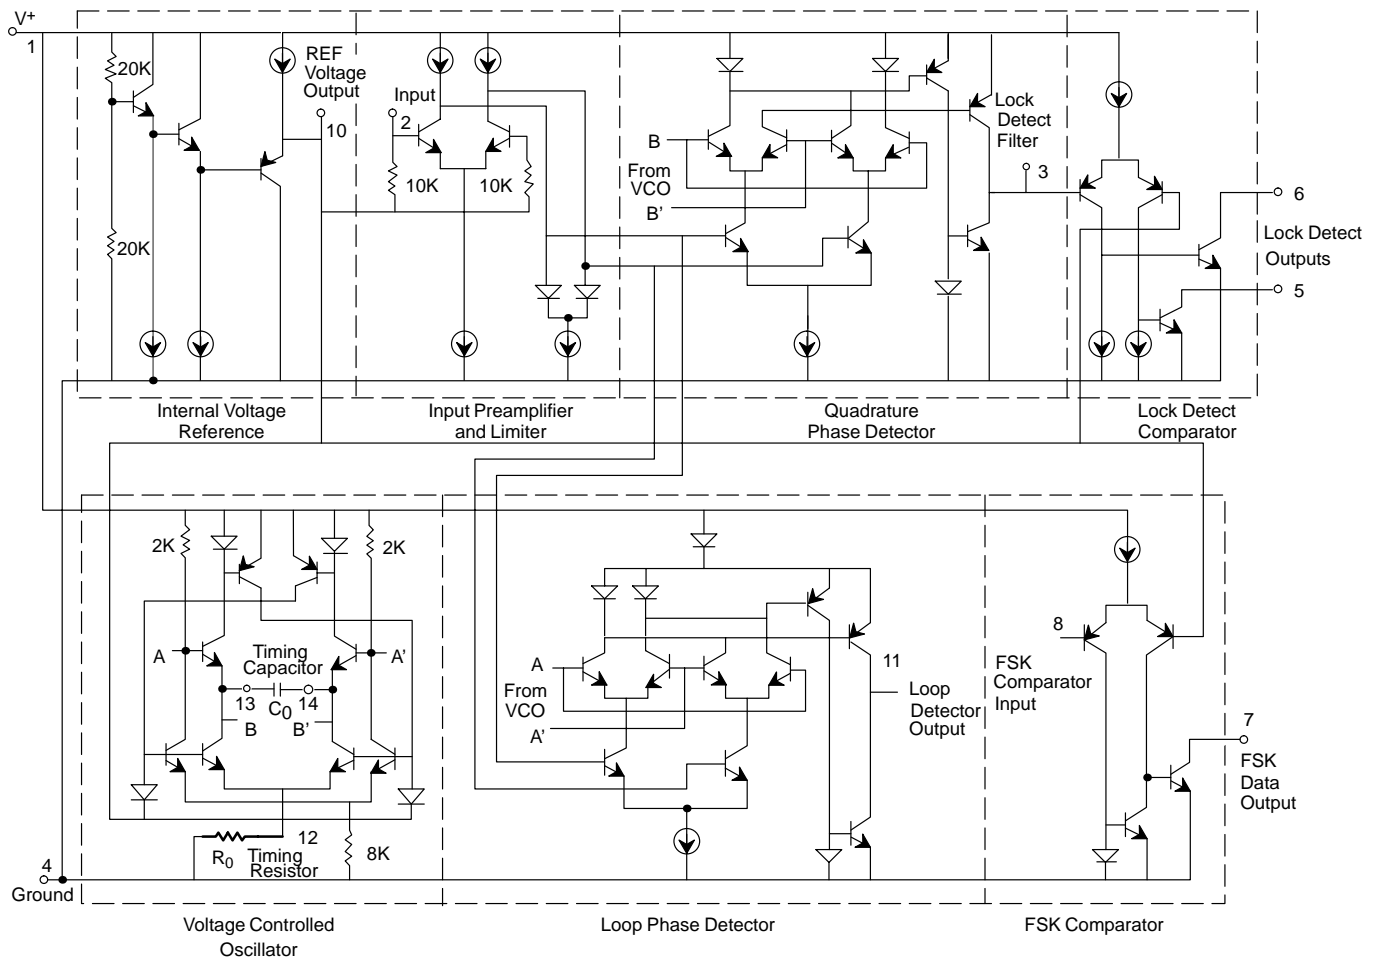 V+
1
20K
20K
REF
Voltage
Output
10
Input
2
10K
10K
B
From
VCO
B'
Lock
Detect
Filter
3
6
Lock Detect
Outputs
5
Internal Voltage
Reference
Input Preamplifier
and Limiter
Quadrature
Phase Detector
Lock Detect
Comparator
2K
2K
A
Timing
Capacitor
A'
13
C0
14
B
B'
12
R0
Timing
Resistor
8K
4
Ground
A
From
VCO
A'
11
Loop
Detector
Output
8
FSK
Comparator
Input
7
FSK
Data
Output
Voltage Controlled
Oscillator
Loop Phase Detector
FSK Comparator